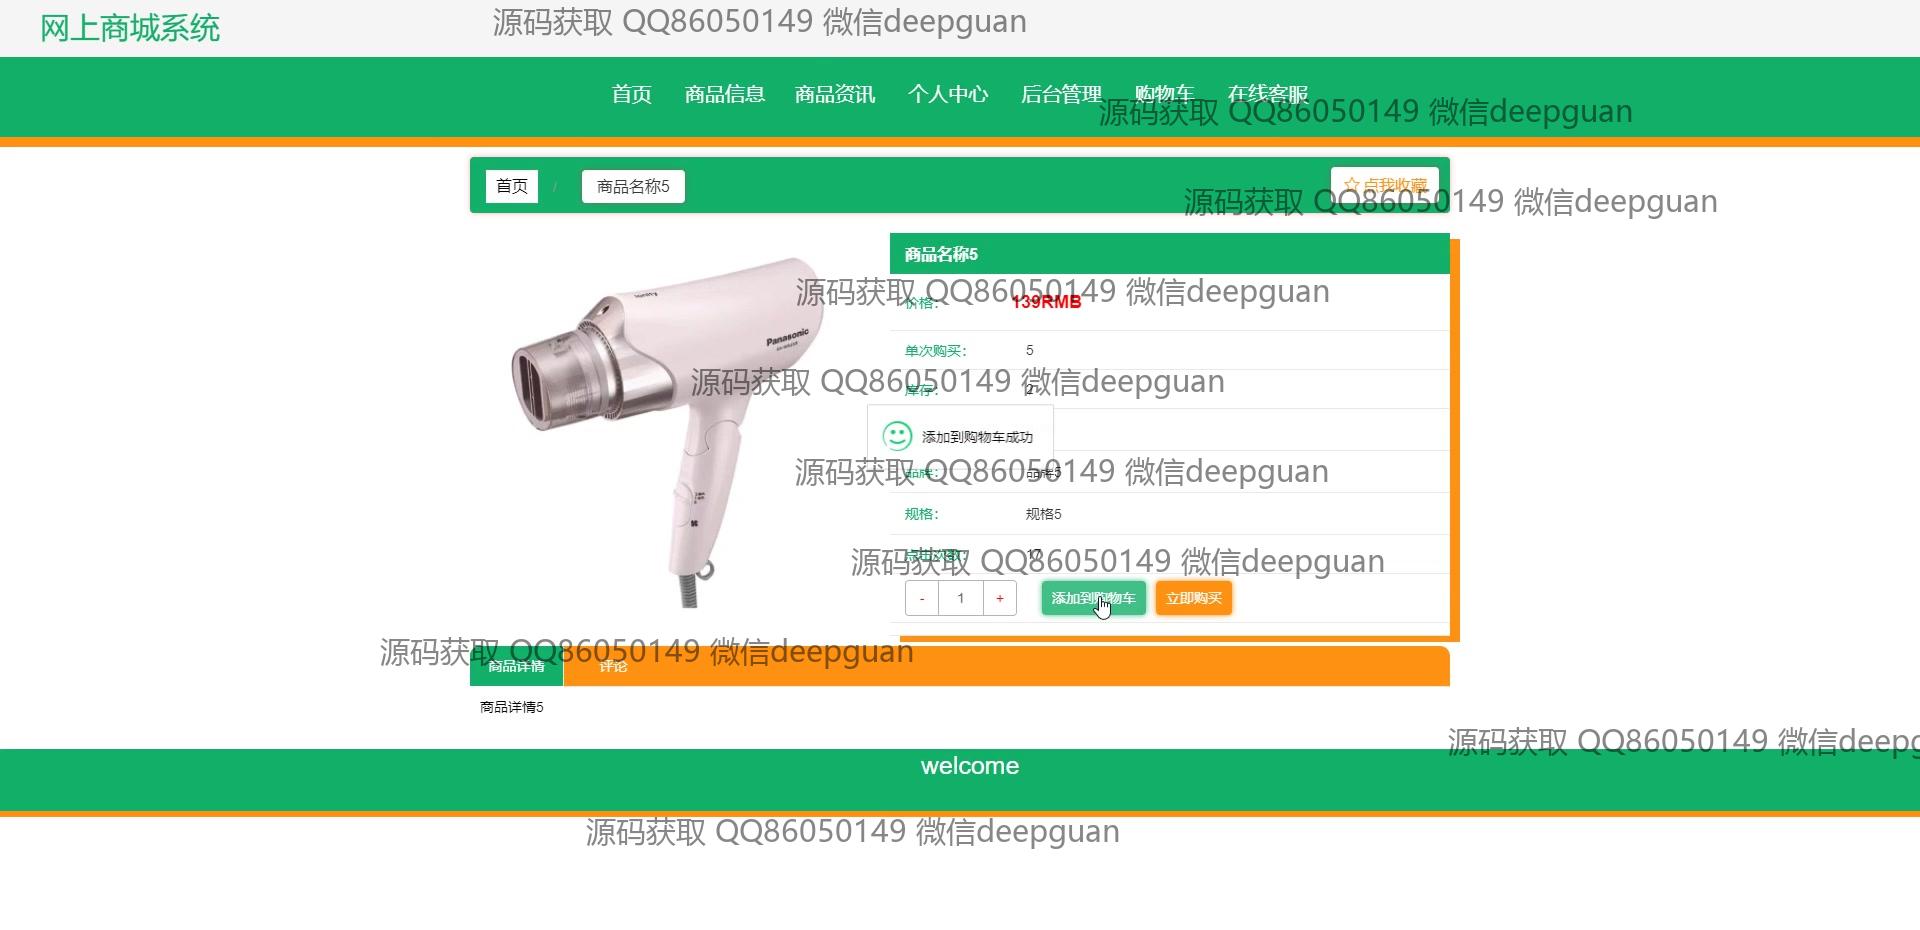 网上商城系统
源码获取 QQ86050149 微信deepguan
首页 商品信息 商品资讯 个人中心 后台管理 购物车 在线客服
源码获取 QQ86050149 微信deepguan
首页 / 商品名称5 点我收藏
源码获取 QQ86050149 微信deepguan
商品名称5
源码获取 QQ86050149 微信deepguan
价格： 139RMB
Panasonic
单次购买： 5
源码获取 QQ86050149 微信deepguan
库存： 2
添加到购物车成功
源码获取 QQ86050149 微信deepguan
品牌： 品牌5
规格： 规格5
源码获取 QQ86050149 微信deepguan
点击次数： 17
- 1 + 添加到购物车 立即购买
源码获取 QQ86050149 微信deepguan
商品详情 评论
商品详情5
源码获取 QQ86050149 微信deepg
welcome
源码获取 QQ86050149 微信deepguan